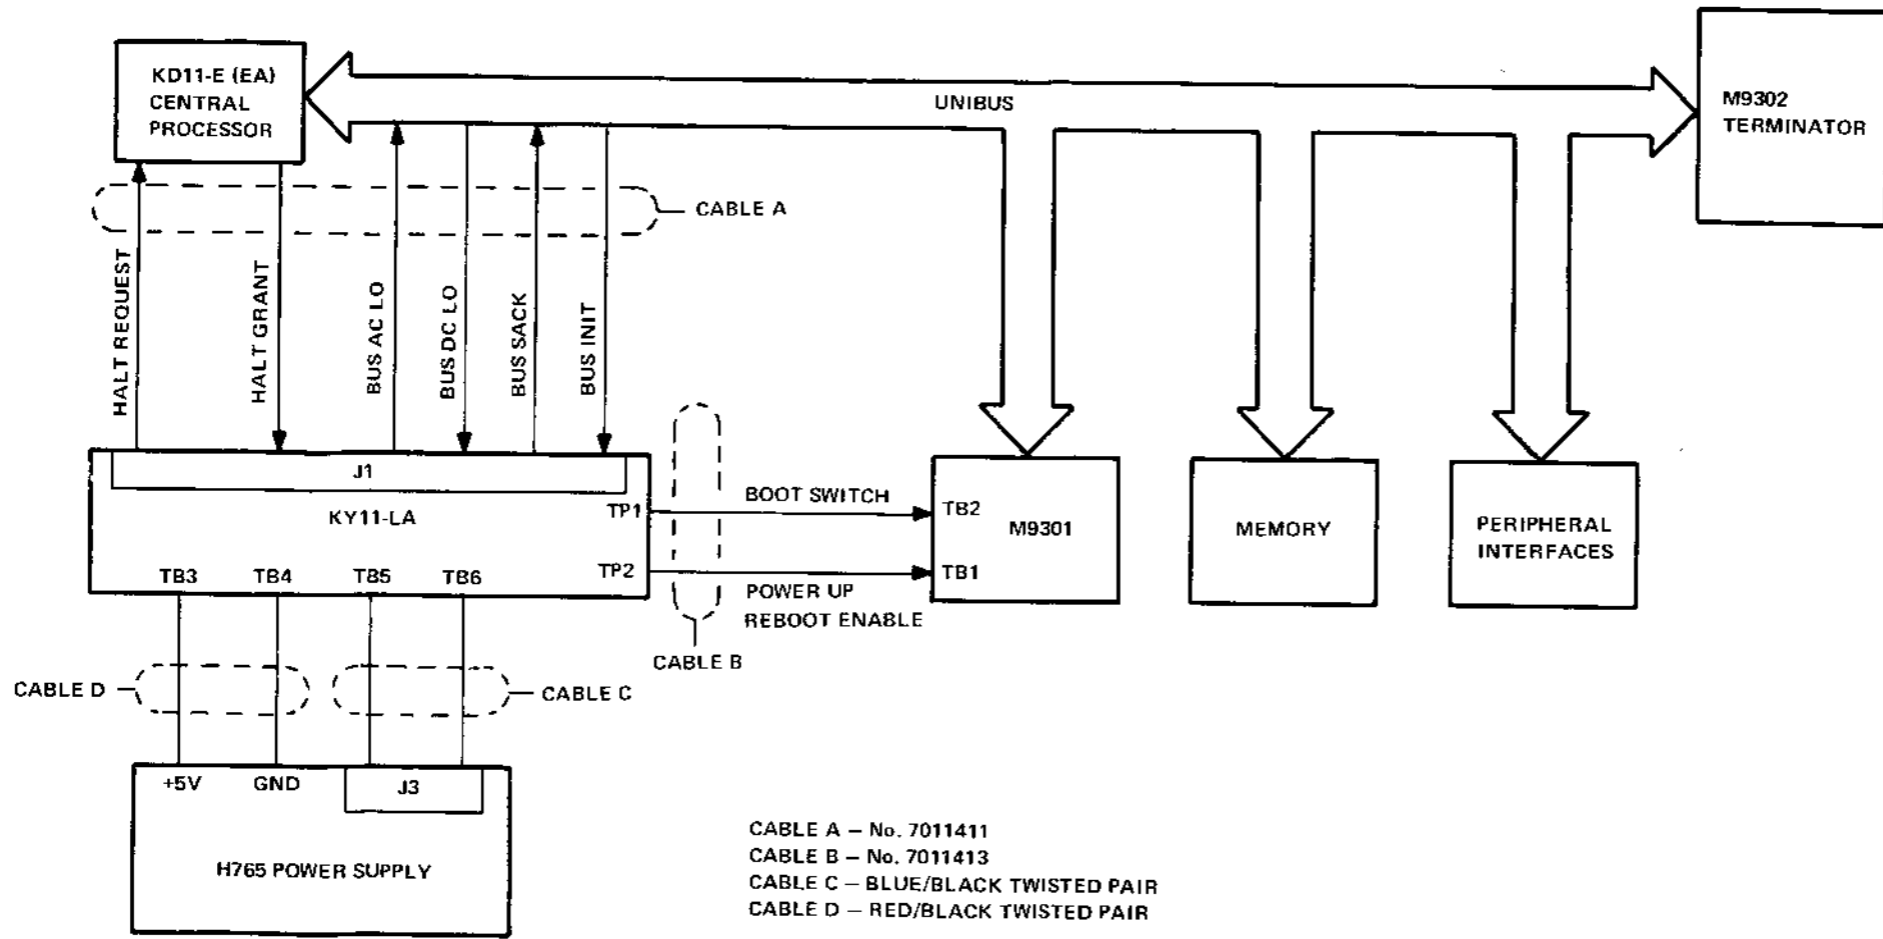 KD11-E (EA)
CENTRAL
PROCESSOR
UNIBUS
M9302
TERMINATOR
CABLE A
HALT REQUEST
HALT GRANT
BUS AC LO
BUS DC LO
BUS SACK
BUS INIT
J1
KY11-LA
TP1
TP2
TB3
TB4
TB5
TB6
BOOT SWITCH
POWER UP
REBOOT ENABLE
CABLE B
TB2
M9301
TB1
MEMORY
PERIPHERAL
INTERFACES
CABLE D
CABLE C
+5V
GND
J3
H765 POWER SUPPLY
CABLE A – No. 7011411
CABLE B – No. 7011413
CABLE C – BLUE/BLACK TWISTED PAIR
CABLE D – RED/BLACK TWISTED PAIR